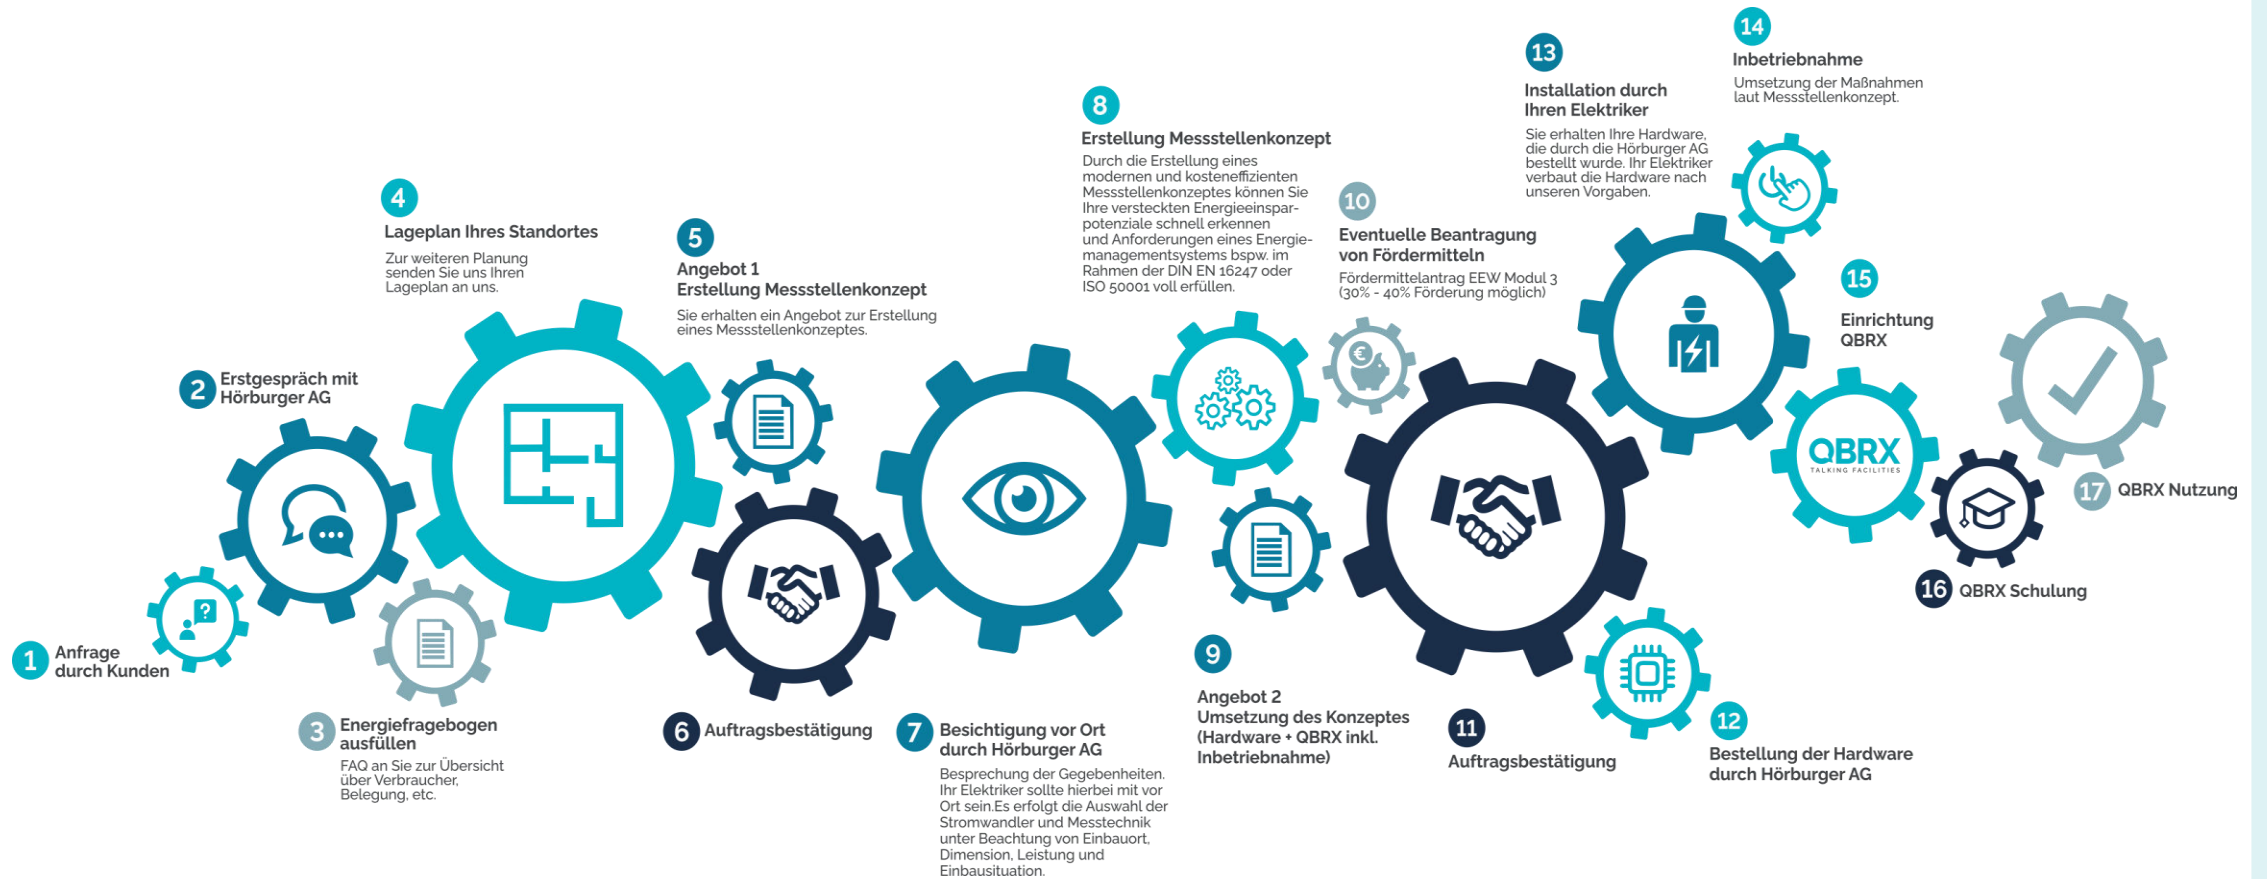 1
Anfrage
durch Kunden
2
Erstgespräch mit
Hörburger AG
3
Energiefragebogen
ausfüllen
FAQ an Sie zur Übersicht
über Verbraucher,
Belegung, etc.
4
Lageplan Ihres Standortes
Zur weiteren Planung
senden Sie uns Ihren
Lageplan an uns.
5
Angebot 1
Erstellung Messstellenkonzept
Sie erhalten ein Angebot zur Erstellung
eines Messstellenkonzeptes.
6
Auftragsbestätigung
7
Besichtigung vor Ort
durch Hörburger AG
Besprechung der Gegebenheiten.
Ihr Elektriker sollte hierbei mit vor
Ort sein.Es erfolgt die Auswahl der
Stromwandler und Messtechnik
unter Beachtung von Einbauort,
Dimension, Leistung und
Einbausituation.
8
Erstellung Messstellenkonzept
Durch die Erstellung eines
modernen und kosteneffizienten
Messstellenkonzeptes können Sie
Ihre versteckten Energieeinspar-
potenziale schnell erkennen
und Anforderungen eines Energie-
managementsystems bspw. im
Rahmen der DIN EN 16247 oder
ISO 50001 voll erfüllen.
9
Angebot 2
Umsetzung des Konzeptes
(Hardware + QBRX inkl.
Inbetriebnahme)
10
Eventuelle Beantragung
von Fördermitteln
Fördermittelantrag EEW Modul 3
(30% - 40% Förderung möglich)
€
11
Auftragsbestätigung
12
Bestellung der Hardware
durch Hörburger AG
13
Installation durch
Ihren Elektriker
Sie erhalten Ihre Hardware,
die durch die Hörburger AG
bestellt wurde. Ihr Elektriker
verbaut die Hardware nach
unseren Vorgaben.
14
Inbetriebnahme
Umsetzung der Maßnahmen
laut Messstellenkonzept.
15
Einrichtung
QBRX
QBRX
TALKING FACILITIES
16
QBRX Schulung
17
QBRX Nutzung
?